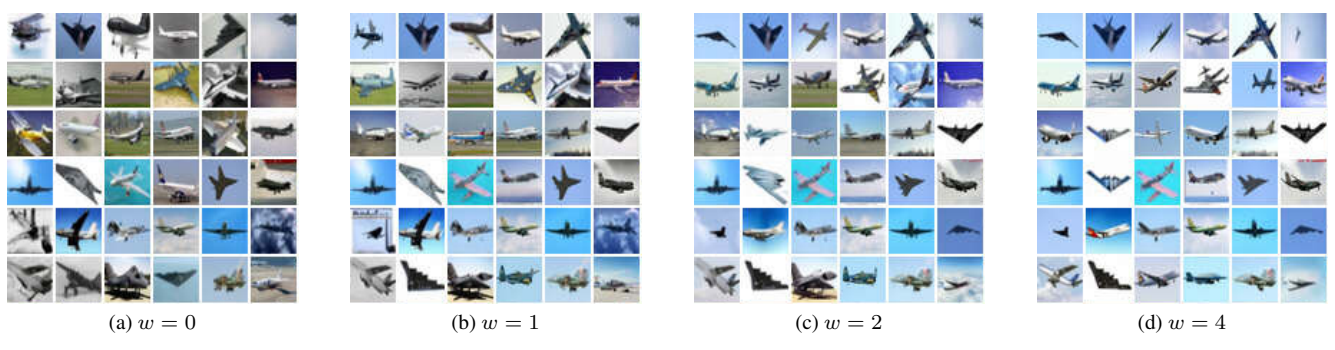 (a) w = 0
(b) w = 1
(c) w = 2
(d) w = 4